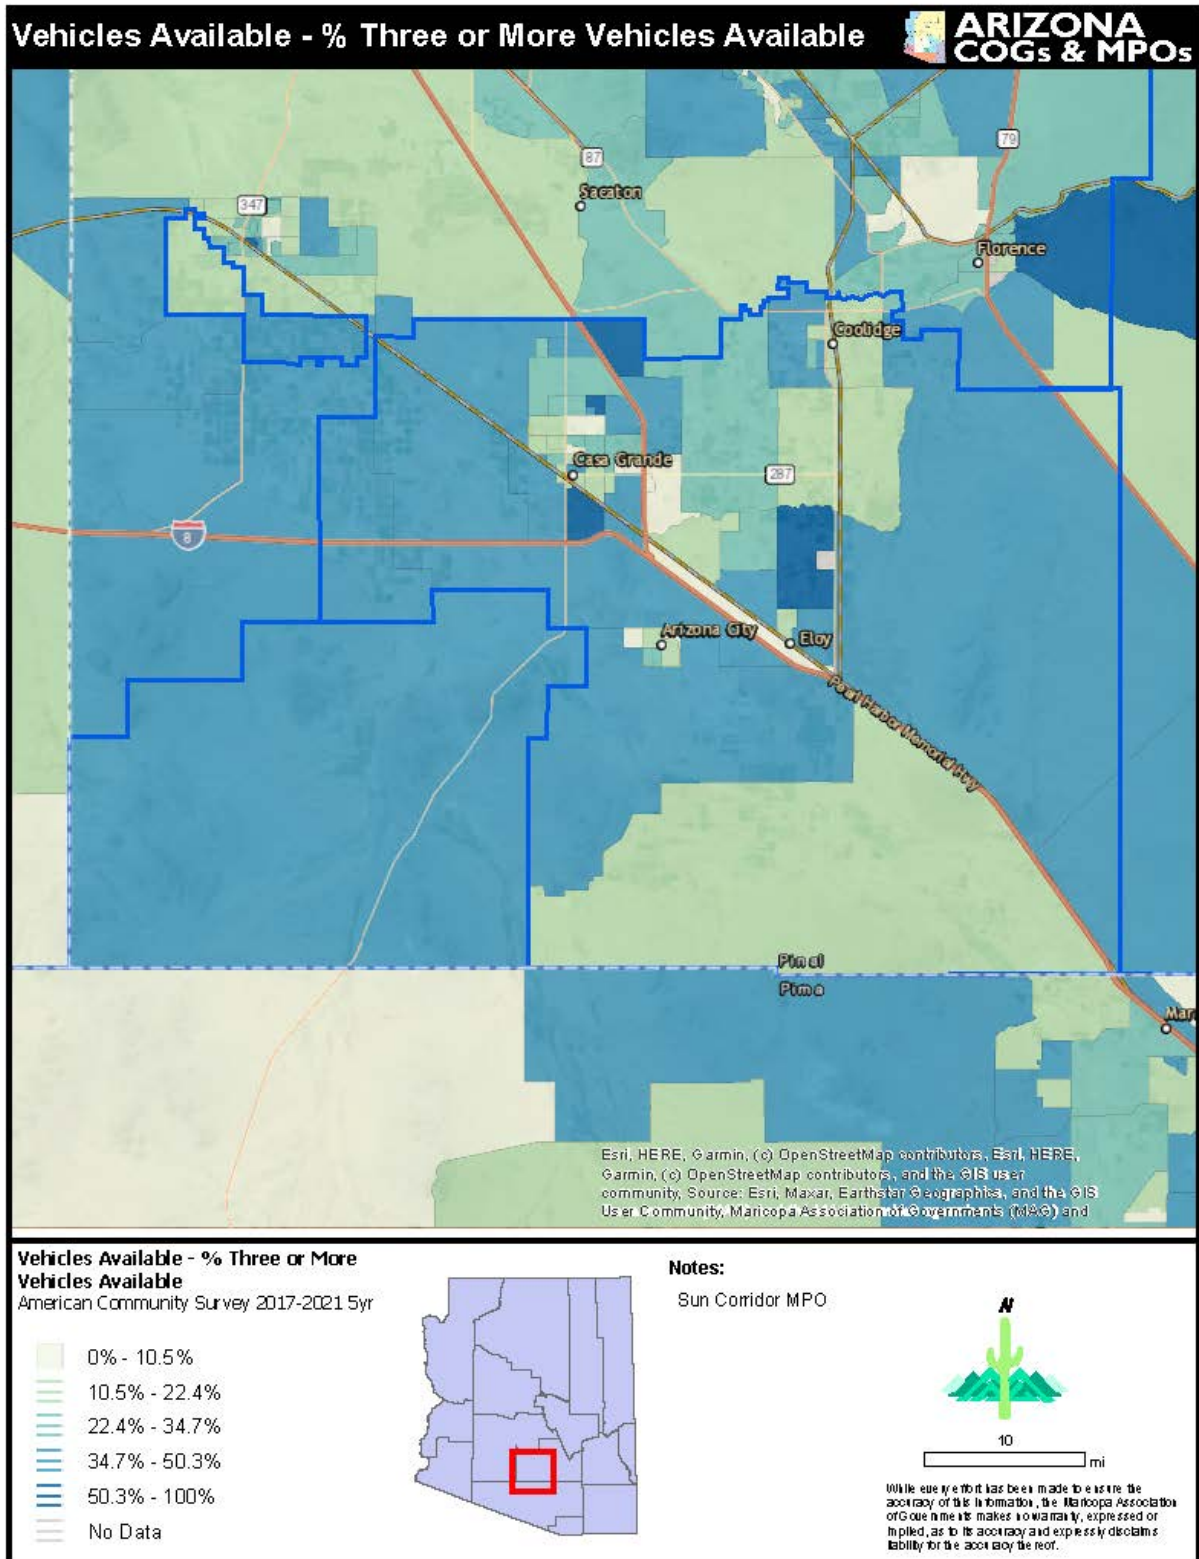 Vehicles Available - % Three or More Vehicles Available
ARIZONA
COGs & MPOs
79
87
Sacaton
347
Florence
Coolidge
Casa Grande
287
8
Arizona City
Eloy
Pearl Harbor Memorial Hwy
Pinal
Pima
Mar
Esri, HERE, Garmin, (c) OpenStreetMap contributors, Esri, HERE,
Garmin, (c) OpenStreetMap contributors, and the GIS user
community, Source: Esri, Maxar, Earthstar Geographics, and the GIS
User Community, Maricopa Association of Governments (MAG) and
Vehicles Available - % Three or More
Vehicles Available
American Community Survey 2017-2021 5yr
0% - 10.5%
10.5% - 22.4%
22.4% - 34.7%
34.7% - 50.3%
50.3% - 100%
No Data
Notes:
Sun Corridor MPO
N
10
mi
While every effort has been made to ensure the
accuracy of this information, the Maricopa Association
of Governments makes no warranty, expressed or
implied, as to its accuracy and expressly disclaims
liability for the accuracy thereof.